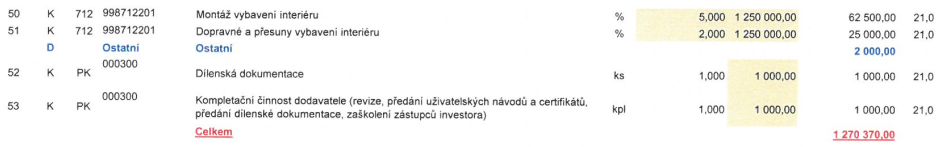 50 K 712 998712201 Montáž vybavení interiéru % 5,000 1 250 000,00 62 500,00 21,0
51 K 712 998712201 Dopravné a přesuny vybavení interiéru % 2,000 1 250 000,00 25 000,00 21,0
D Ostatní Ostatní 2 000,00
52 K PK 000300 Dílenská dokumentace ks 1,000 1 000,00 1 000,00 21,0
53 K PK 000300 Kompletační činnost dodavatele (revize, předání uživatelských návodů a certifikátů, kpl 1,000 1 000,00 1 000,00 21,0
předání dílenské dokumentace, zaškolení zástupců investora)
Celkem 1 270 370,00